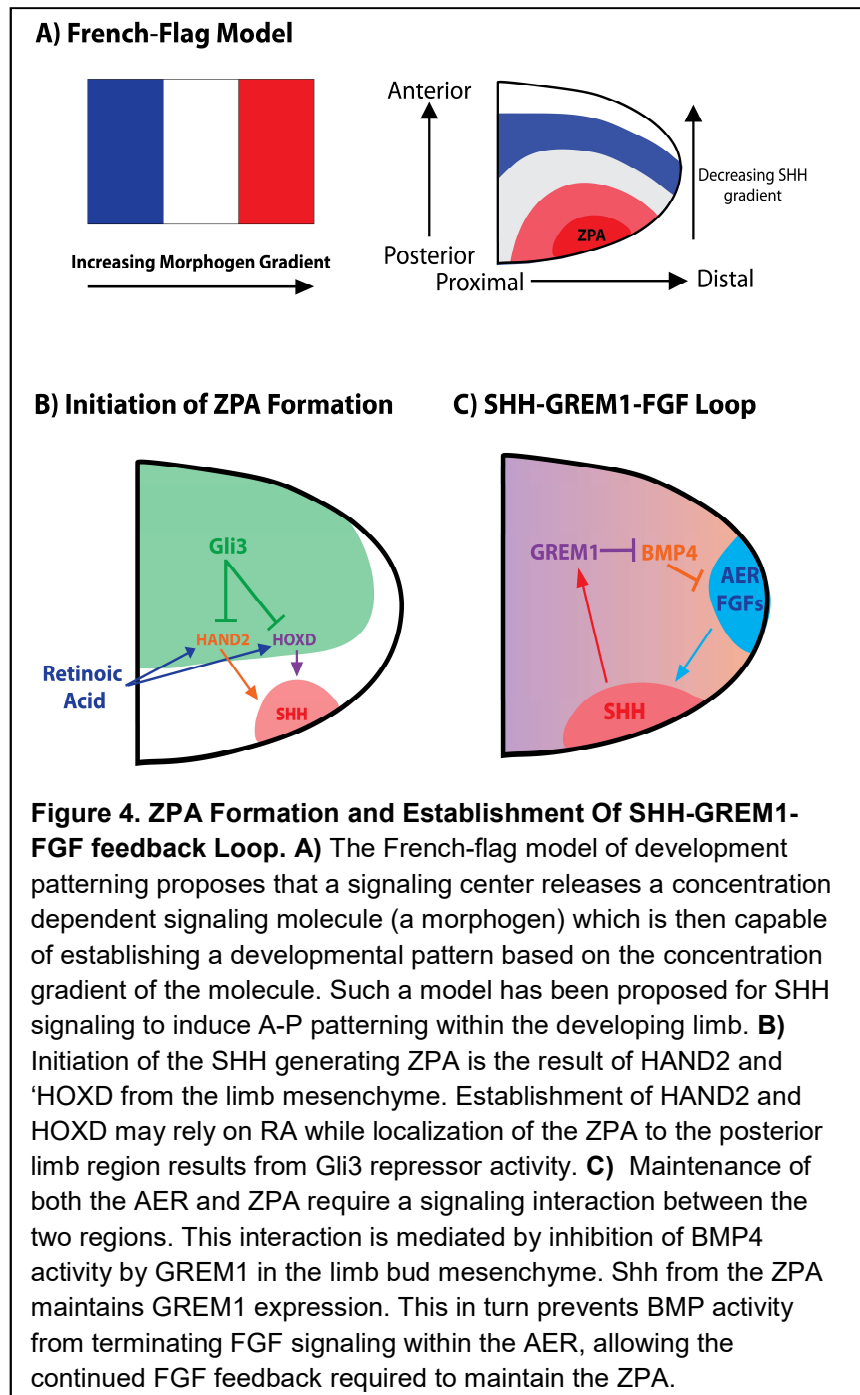 A) French-Flag Model
Increasing Morphogen Gradient
Anterior
Posterior
Proximal
Distal
ZPA
Decreasing SHH
gradient
B) Initiation of ZPA Formation
Gli3
HAND2
HOXD
Retinoic
Acid
SHH
C) SHH-GREM1-FGF Loop
GREM1
BMP4
AER
FGFs
SHH
Figure 4. ZPA Formation and Establishment Of SHH-GREM1-
FGF feedback Loop. A) The French-flag model of development
patterning proposes that a signaling center releases a concentration
dependent signaling molecule (a morphogen) which is then capable
of establishing a developmental pattern based on the concentration
gradient of the molecule. Such a model has been proposed for SHH
signaling to induce A-P patterning within the developing limb. B)
Initiation of the SHH generating ZPA is the result of HAND2 and
‘HOXD from the limb mesenchyme. Establishment of HAND2 and
HOXD may rely on RA while localization of the ZPA to the posterior
limb region results from Gli3 repressor activity. C) Maintenance of
both the AER and ZPA require a signaling interaction between the
two regions. This interaction is mediated by inhibition of BMP4
activity by GREM1 in the limb bud mesenchyme. Shh from the ZPA
maintains GREM1 expression. This in turn prevents BMP activity
from terminating FGF signaling within the AER, allowing the
continued FGF feedback required to maintain the ZPA.